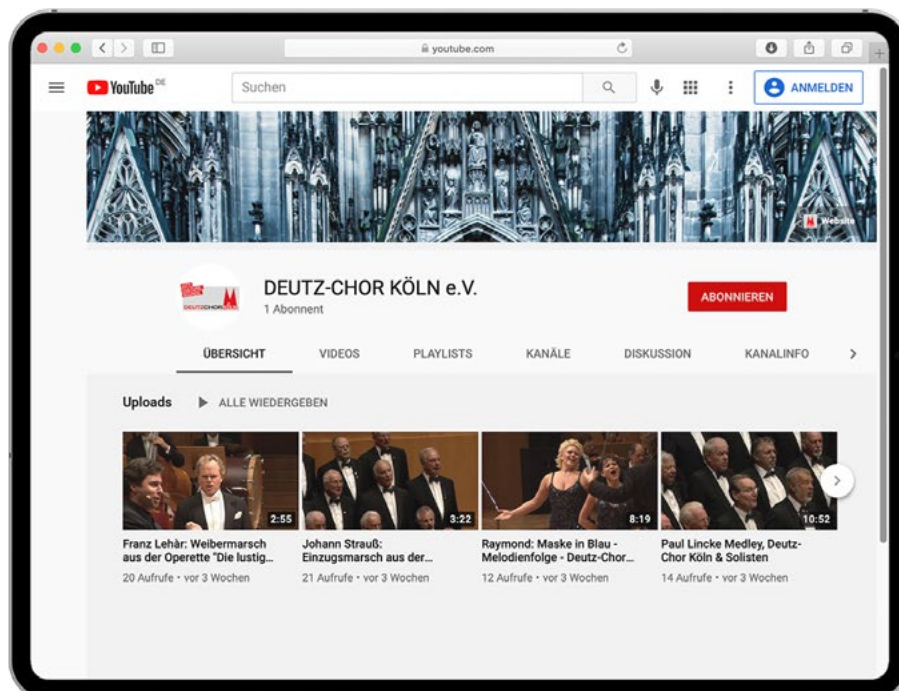 youtube.com
YouTube DE
Suchen
ANMELDEN
Website
DEUTZCHOR
DEUTZ-CHOR KÖLN e.V.
1 Abonnent
ABONNIEREN
ÜBERSICHT
VIDEOS
PLAYLISTS
KANÄLE
DISKUSSION
KANALINFO
Uploads
ALLE WIEDERGEBEN
2:55
3:22
8:19
10:52
Franz Lehàr: Weibermarsch
aus der Operette "Die lustig...
20 Aufrufe • vor 3 Wochen
Johann Strauß:
Einzugsmarsch aus der...
21 Aufrufe • vor 3 Wochen
Raymond: Maske in Blau -
Melodienfolge - Deutz-Chor...
12 Aufrufe • vor 3 Wochen
Paul Lincke Medley, Deutz-
Chor Köln & Solisten
14 Aufrufe • vor 3 Wochen